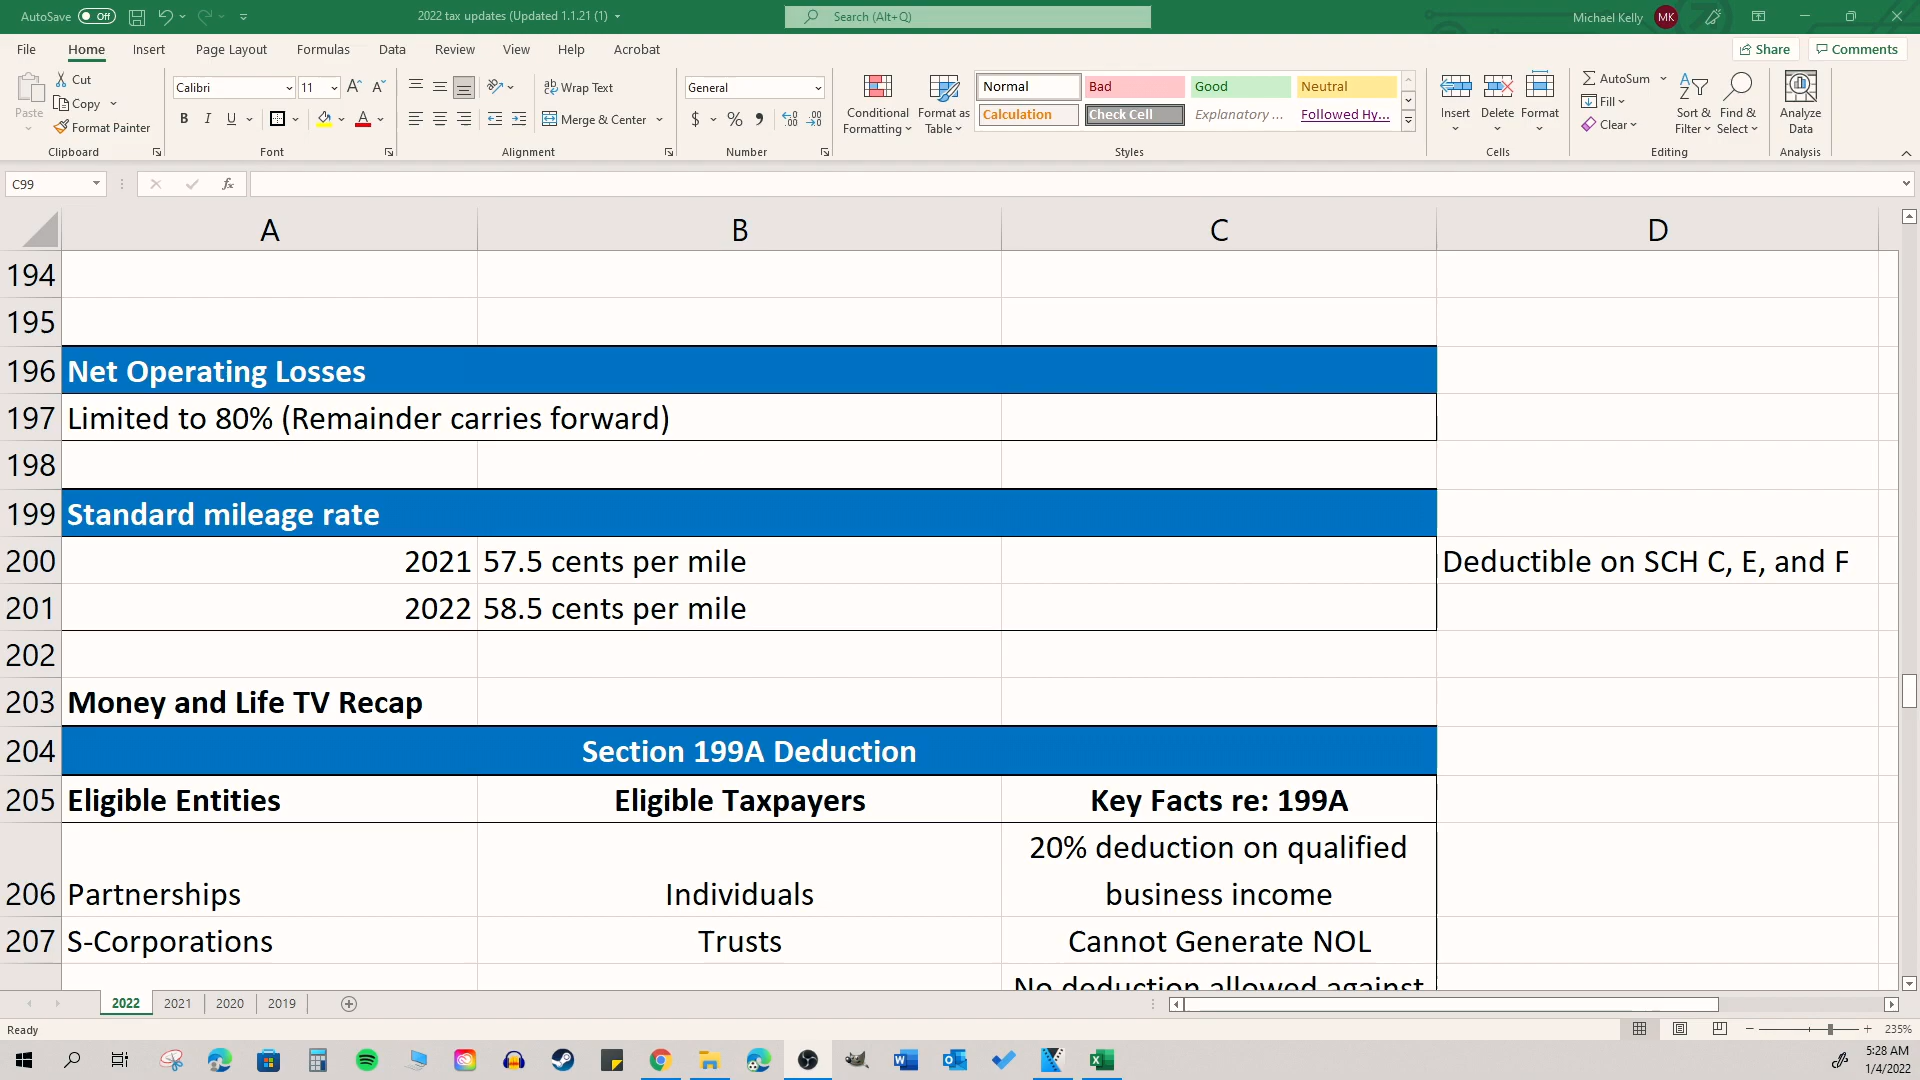 AutoSave Off 2022 tax updates (Updated 1.1.21 (1) Search (Alt+Q) Michael Kelly MK
File Home Insert Page Layout Formulas Data Review View Help Acrobat Share Comments
Paste
Cut
Copy
Format Painter
Clipboard
Calibri 11
B I U
Font
Wrap Text
Merge & Center
Alignment
General
$ %
Number
Conditional Formatting
Format as Table
Normal Bad Good Neutral
Calculation Check Cell Explanatory ... Followed Hy...
Styles
Insert Delete Format
Cells
AutoSum
Fill
Clear
Sort & Filter
Find & Select
Editing
Analyze Data
Analysis
C99 fx
A B C D
194
195
196 Net Operating Losses
197 Limited to 80% (Remainder carries forward)
198
199 Standard mileage rate
200 2021 57.5 cents per mile Deductible on SCH C, E, and F
201 2022 58.5 cents per mile
202
203 Money and Life TV Recap
204 Section 199A Deduction
205 Eligible Entities Eligible Taxpayers Key Facts re: 199A
20% deduction on qualified
206 Partnerships Individuals business income
207 S-Corporations Trusts Cannot Generate NOL
No deduction allowed against
2022 2021 2020 2019
Ready 235%
5:28 AM
1/4/2022